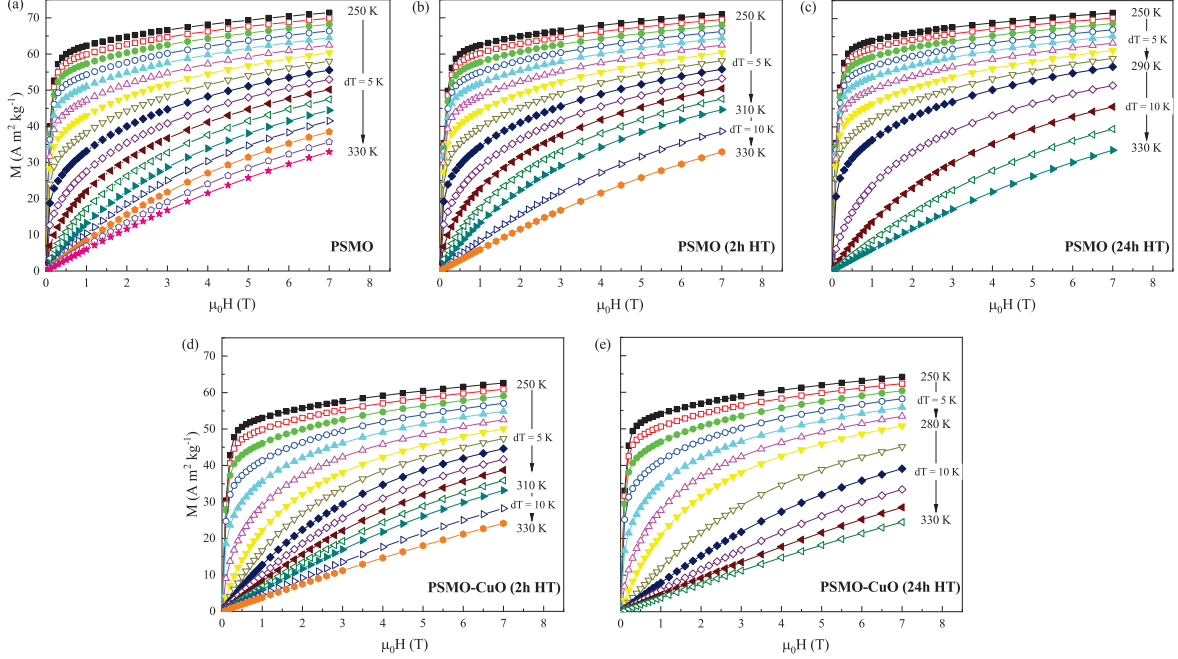 (a)
M (A m² kg⁻¹)
70
60
50
40
30
20
10
0
0 1 2 3 4 5 6 7 8
μ₀H (T)
250 K
dT = 5 K
330 K
PSMO
(b)
0 1 2 3 4 5 6 7 8
μ₀H (T)
250 K
dT = 5 K
310 K
dT = 10 K
330 K
PSMO (2h HT)
(c)
0 1 2 3 4 5 6 7 8
μ₀H (T)
250 K
dT = 5 K
290 K
dT = 10 K
330 K
PSMO (24h HT)
(d)
M (A m² kg⁻¹)
70
60
50
40
30
20
10
0
0 1 2 3 4 5 6 7 8
μ₀H (T)
250 K
dT = 5 K
310 K
dT = 10 K
330 K
PSMO-CuO (2h HT)
(e)
0 1 2 3 4 5 6 7 8
μ₀H (T)
250 K
dT = 5 K
280 K
dT = 10 K
330 K
PSMO-CuO (24h HT)